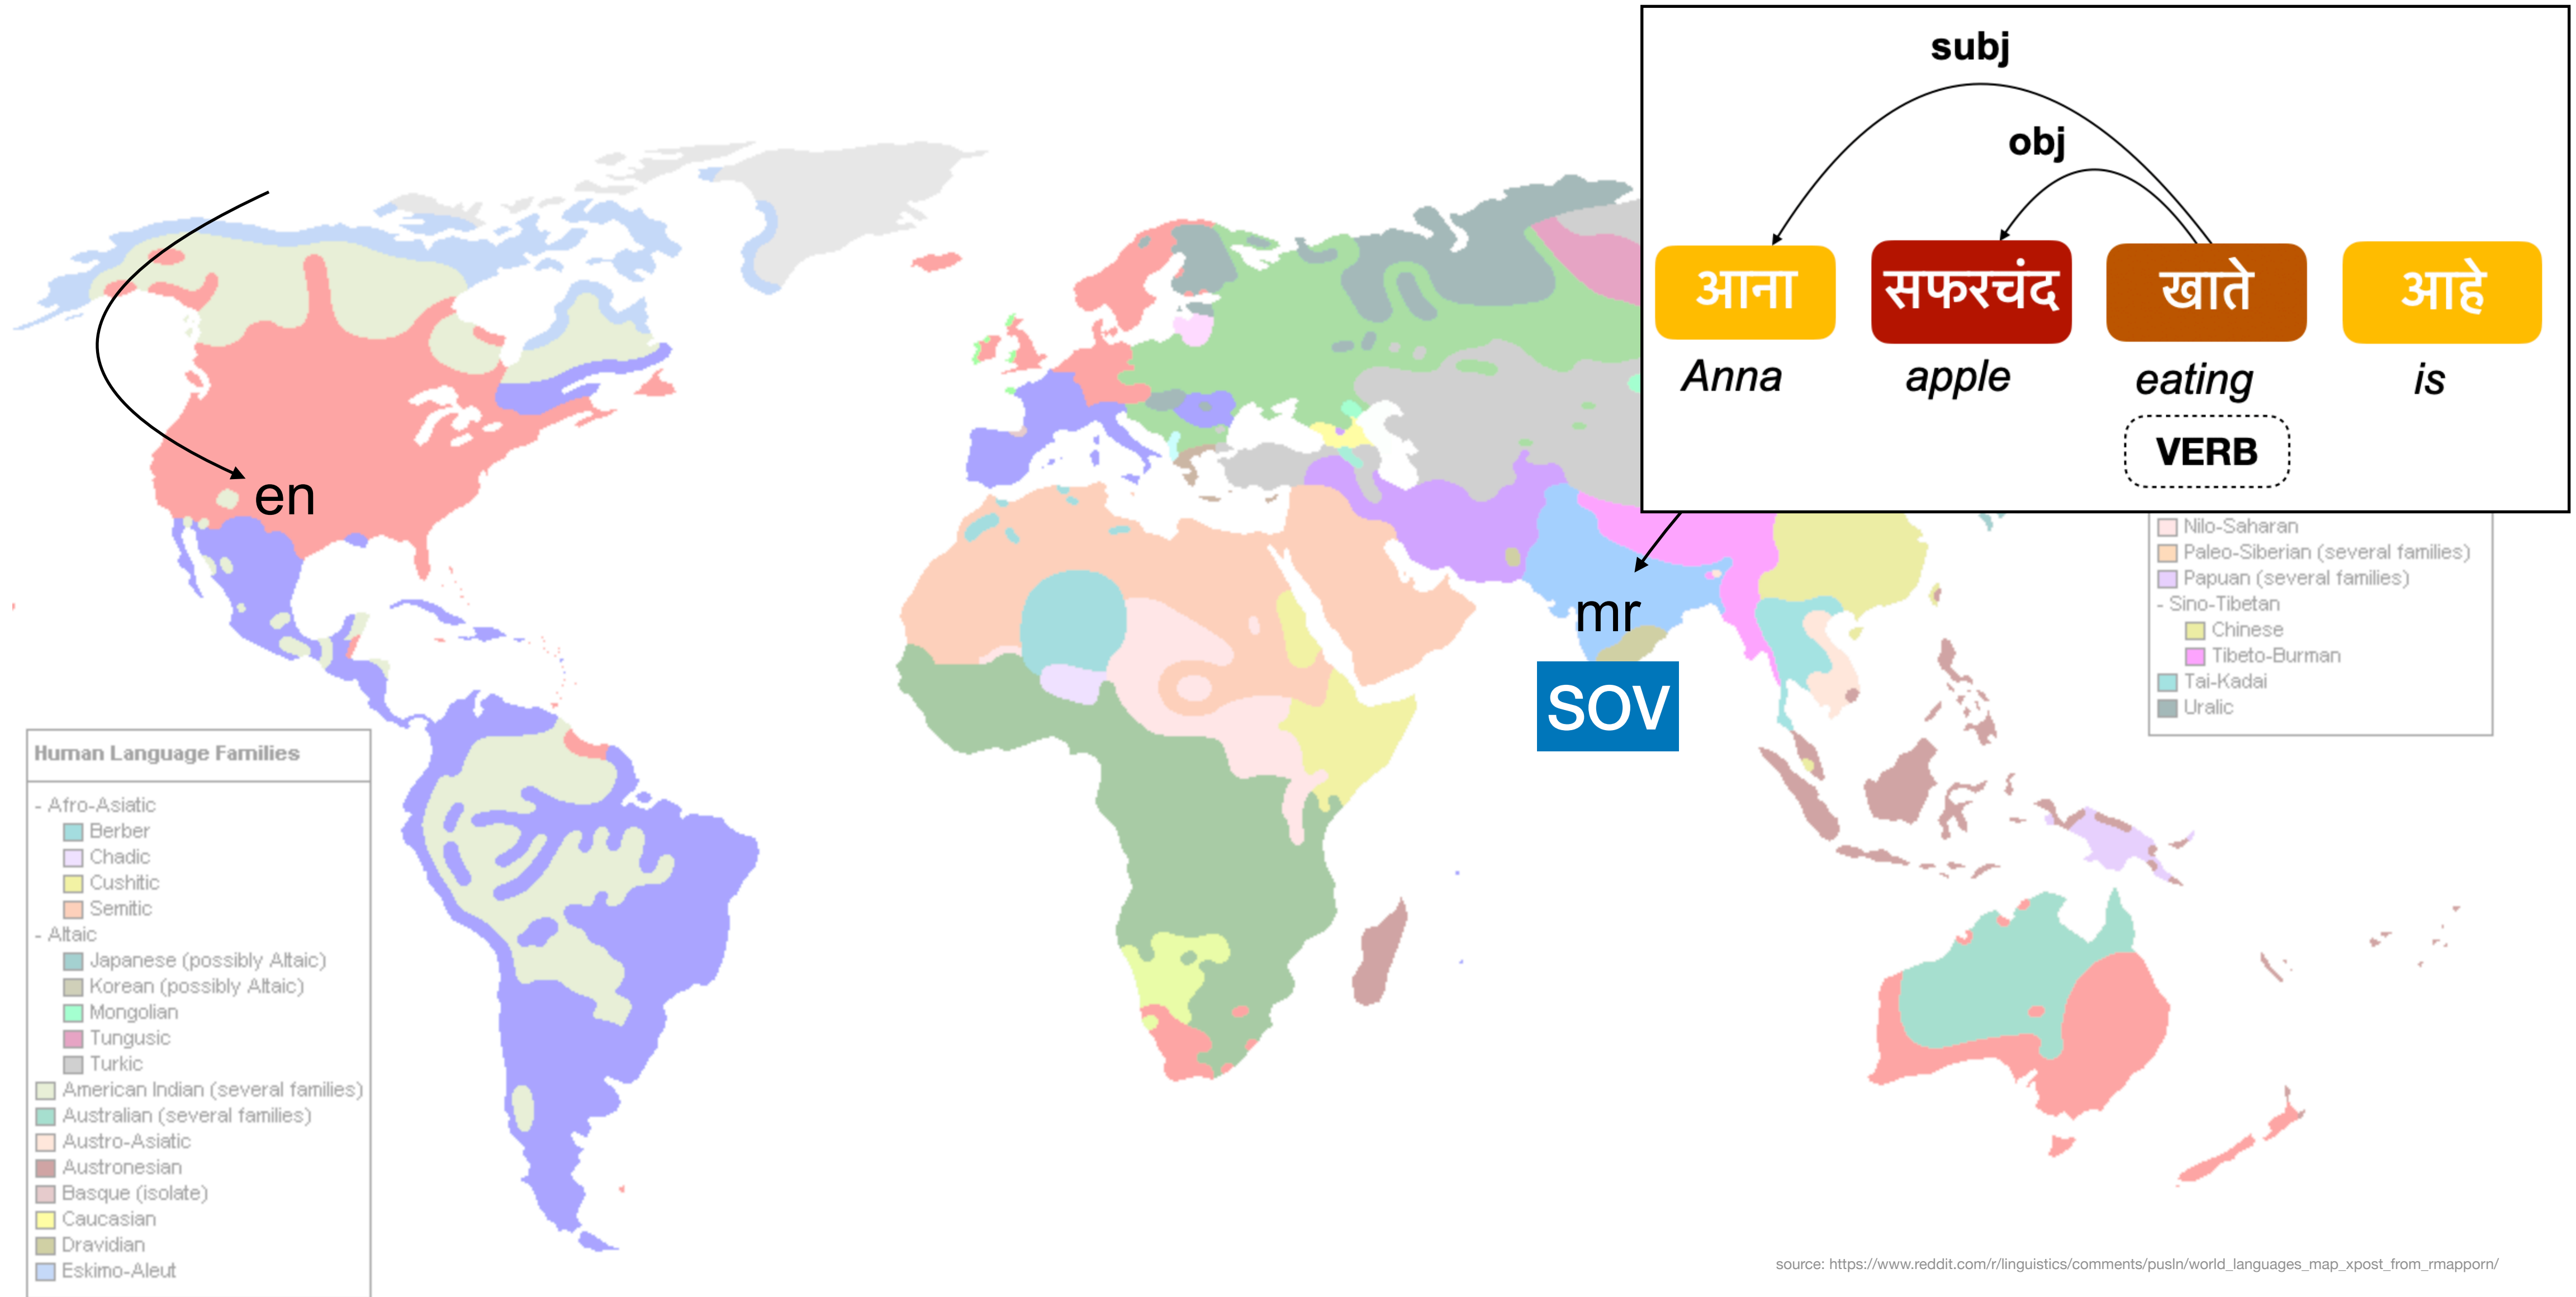 subj
obj
आना सफरचंद खाते आहे
Anna apple eating is
VERB
en
mr
SOV
Nilo-Saharan
Paleo-Siberian (several families)
Papuan (several families)
- Sino-Tibetan
Chinese
Tibeto-Burman
Tai-Kadai
Uralic
Human Language Families
- Afro-Asiatic
Berber
Chadic
Cushitic
Semitic
- Altaic
Japanese (possibly Altaic)
Korean (possibly Altaic)
Mongolian
Tungusic
Turkic
American Indian (several families)
Australian (several families)
Austro-Asiatic
Austronesian
Basque (isolate)
Caucasian
Dravidian
Eskimo-Aleut
source: https://www.reddit.com/r/linguistics/comments/pusln/world_languages_map_xpost_from_rmapporn/